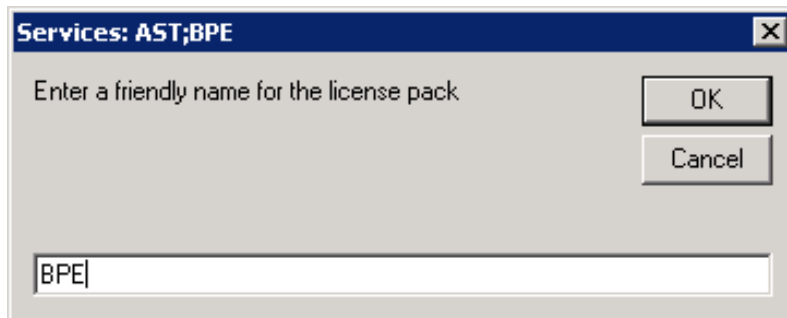 Services: AST;BPE
Enter a friendly name for the license pack
OK
Cancel
BPE